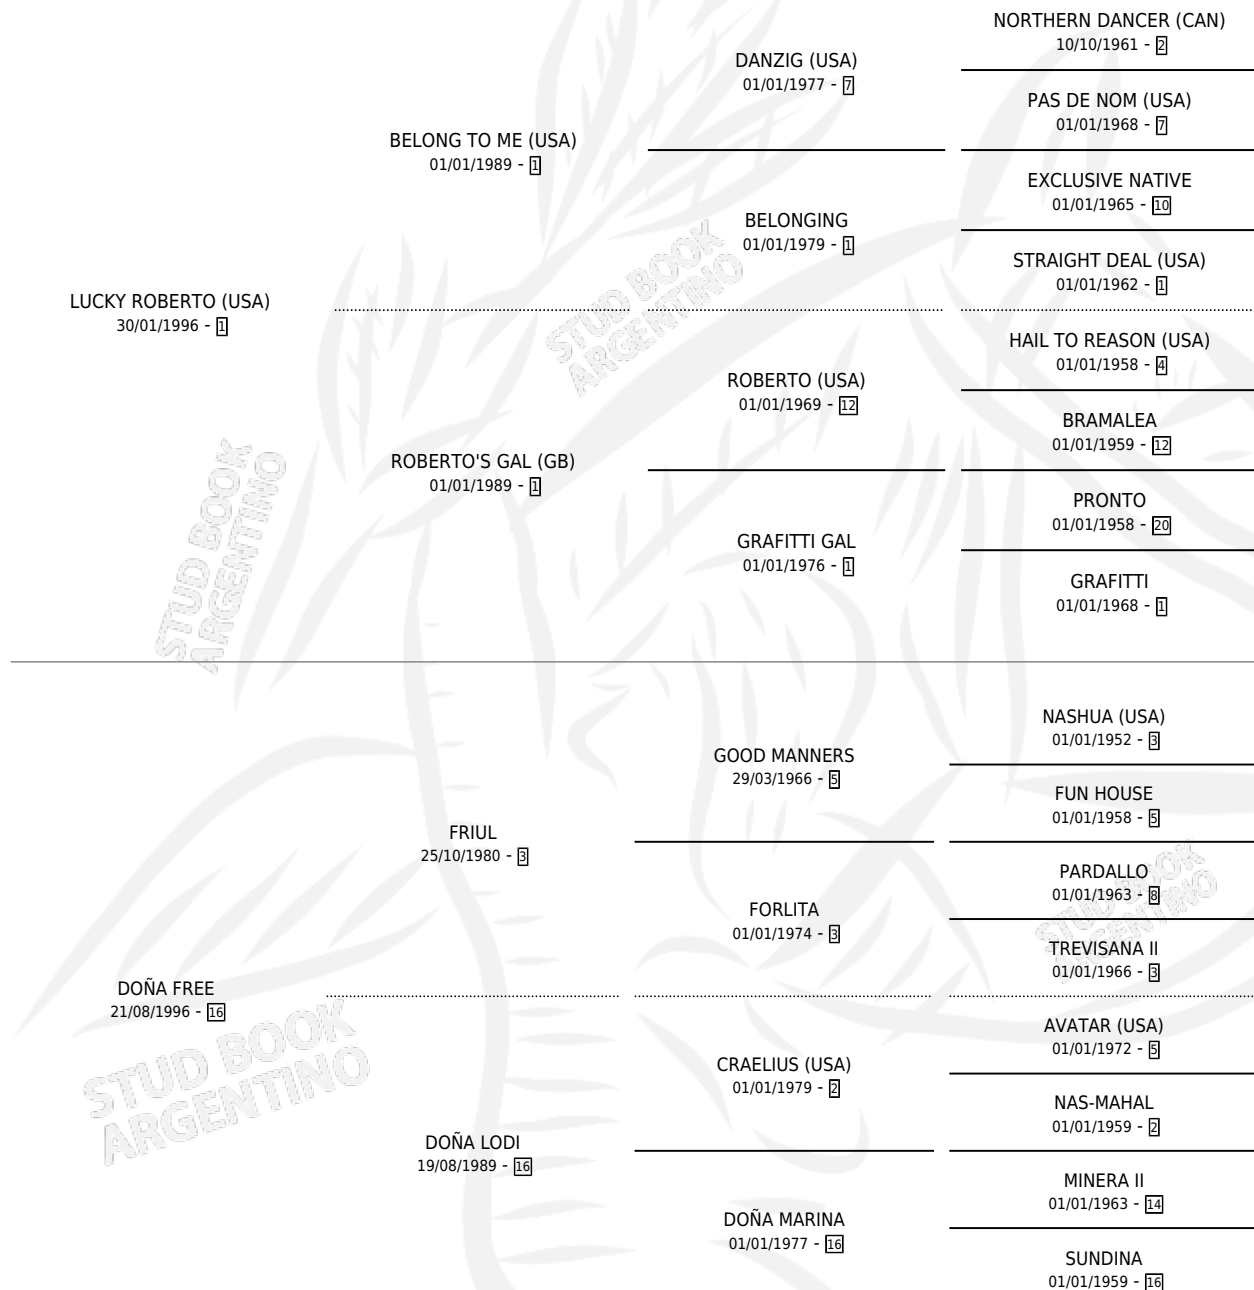 NORTHERN DANCER (CAN)
10/10/1961 - 2
DANZIG (USA)
01/01/1977 - 7
PAS DE NOM (USA)
01/01/1968 - 7
BELONG TO ME (USA)
01/01/1989 - 1
EXCLUSIVE NATIVE
01/01/1965 - 10
BELONGING
01/01/1979 - 1
STRAIGHT DEAL (USA)
01/01/1962 - 1
LUCKY ROBERTO (USA)
30/01/1996 - 1
HAIL TO REASON (USA)
01/01/1958 - 4
ROBERTO (USA)
01/01/1969 - 12
BRAMALEA
01/01/1959 - 12
ROBERTO'S GAL (GB)
01/01/1989 - 1
PRONTO
01/01/1958 - 20
GRAFITTI GAL
01/01/1976 - 1
GRAFITTI
01/01/1968 - 1
STUD BOOK
ARGENTINO
STUD BOOK
ARGENTINO
NASHUA (USA)
01/01/1952 - 3
GOOD MANNERS
29/03/1966 - 5
FUN HOUSE
01/01/1958 - 5
FRIUL
25/10/1980 - 3
PARDALLO
01/01/1963 - 8
FORLITA
01/01/1974 - 3
TREVISANA II
01/01/1966 - 3
DOÑA FREE
21/08/1996 - 16
AVATAR (USA)
01/01/1972 - 5
CRAELIUS (USA)
01/01/1979 - 2
NAS-MAHAL
01/01/1959 - 2
DOÑA LODI
19/08/1989 - 16
MINERA II
01/01/1963 - 14
DOÑA MARINA
01/01/1977 - 16
SUNDINA
01/01/1959 - 16
STUD BOOK
ARGENTINO
STUD BOOK
ARGENTINO